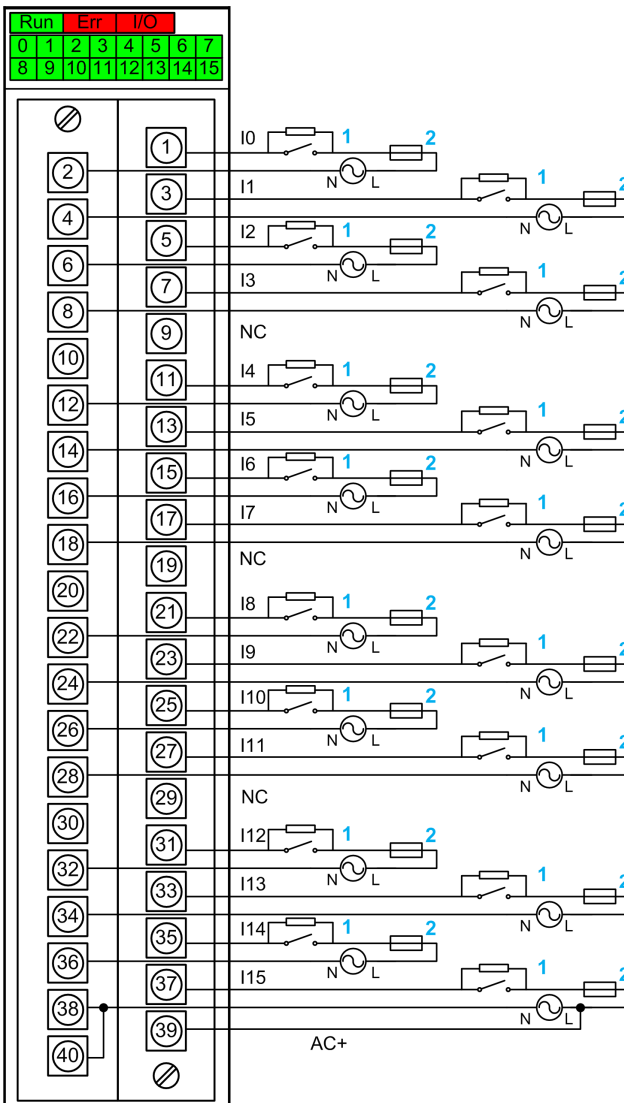 Run Err I/O
0 1 2 3 4 5 6 7
8 9 10 11 12 13 14 15
1 I0 1 2
2 N L
3 I1 1 2
4 N L
5 I2 1 2
6 N L
7 I3 1 2
8 N L
9 NC
10
11 I4 1 2
12 N L
13 I5 1 2
14 N L
15 I6 1 2
16 N L
17 I7 1 2
18 N L
19 NC
20
21 I8 1 2
22 N L
23 I9 1 2
24 N L
25 I10 1 2
26 N L
27 I11 1 2
28 N L
29 NC
30
31 I12 1 2
32 N L
33 I13 1 2
34 N L
35 I14 1 2
36 N L
37 I15 1 2
38 N L
39 AC+
40